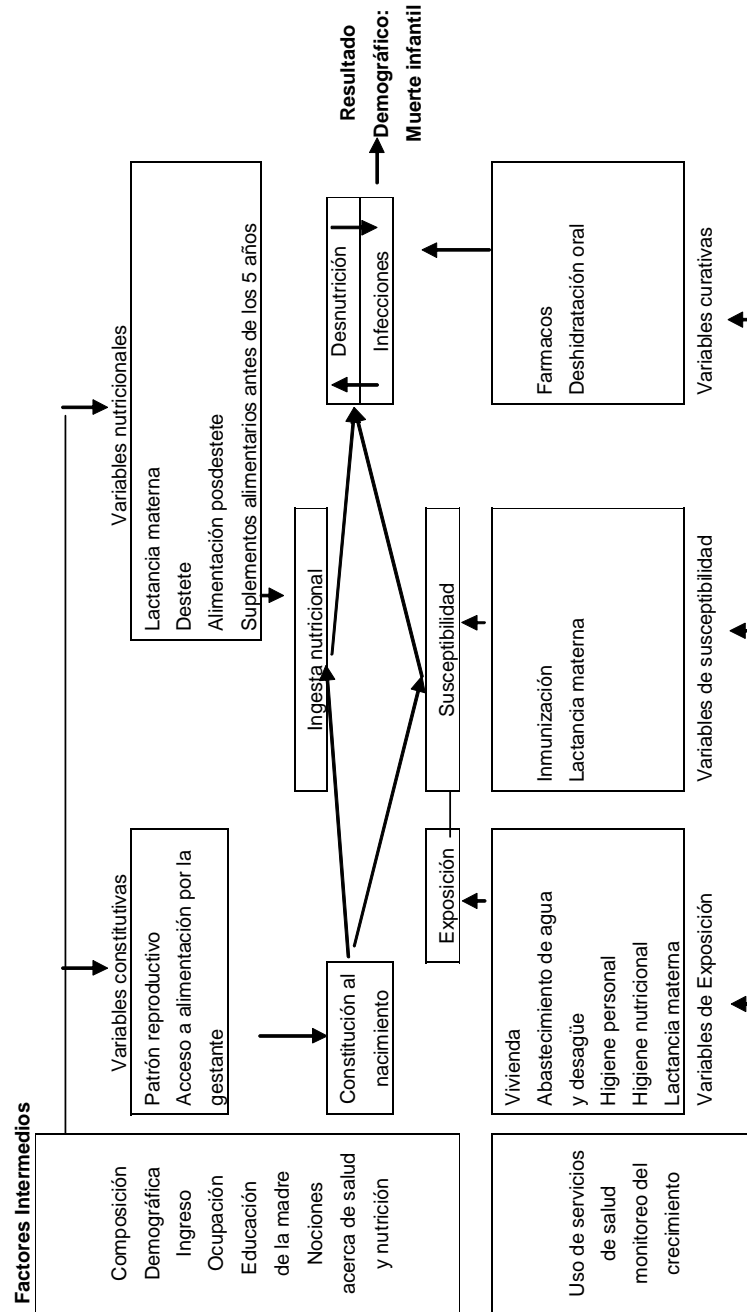 Factores Intermedios
Composición
Demográfica
Ingreso
Ocupación
Educación
de la madre
Nociones
acerca de salud
y nutrición
Uso de servicios
de salud
monitoreo del
crecimiento
Variables constitutivas
Patrón reproductivo
Acceso a alimentación por la
gestante
Constitución al
nacimiento
Exposición
Vivienda
Abastecimiento de agua
y desagüe
Higiene personal
Higiene nutricional
Lactancia materna
Variables de Exposición
Variables nutricionales
Lactancia materna
Destete
Alimentación posdestete
Suplementos alimentarios antes de los 5 años
Ingesta nutricional
Susceptibilidad
Inmunización
Lactancia materna
Variables de susceptibilidad
Desnutrición
Infecciones
Farmacos
Deshidratación oral
Variables curativas
Resultado
Demográfico:
Muerte infantil